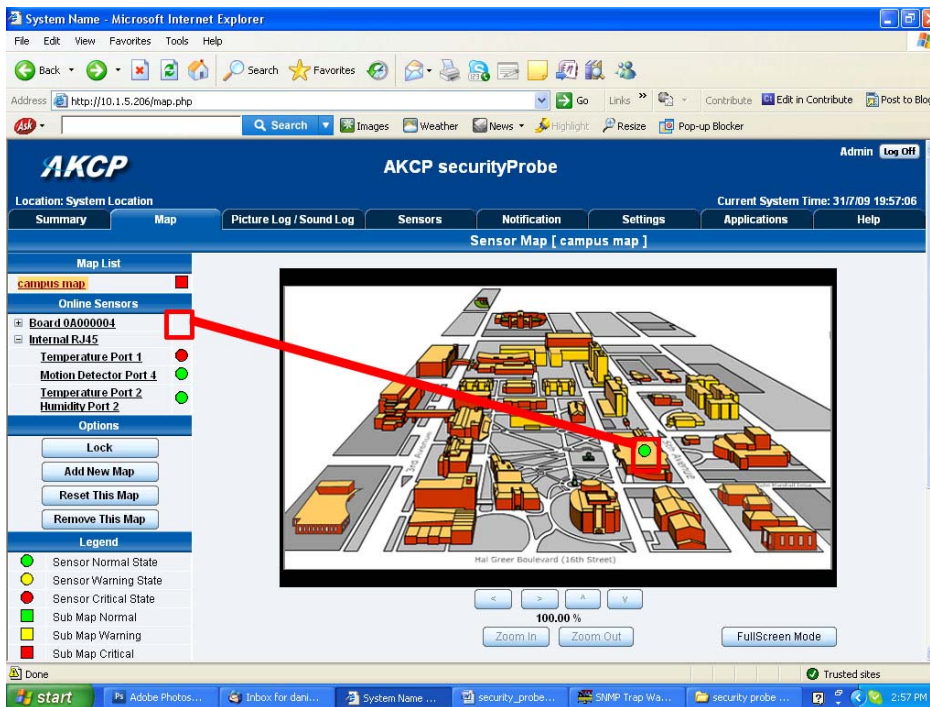 System Name - Microsoft Internet Explorer
File Edit View Favorites Tools Help
Back Search Favorites
Address http://10.1.5.206/map.php Go Links » Contribute Edit in Contribute Post to Blog
Ask Search Images Weather News Highlight Resize Pop-up Blocker
AKCP
AKCP securityProbe
Admin Log Off
Location: System Location
Current System Time: 31/7/09 19:57:06
Summary Map Picture Log / Sound Log Sensors Notification Settings Applications Help
Sensor Map [ campus map ]
Map List
campus map
Online Sensors
Board 0A000004
Internal RJ45
Temperature Port 1
Motion Detector Port 4
Temperature Port 2
Humidity Port 2
Options
Lock
Add New Map
Reset This Map
Remove This Map
Legend
Sensor Normal State
Sensor Warning State
Sensor Critical State
Sub Map Normal
Sub Map Warning
Sub Map Critical
3rd Avenue
5th Avenue
Hal Greer Boulevard (16th Street)
< > ^ v
100.00 %
Zoom In Zoom Out
FullScreen Mode
Done
Trusted sites
start
Adobe Photos...
Inbox for dani...
System Name ...
security_probe...
SNMP Trap Wa...
security probe ...
2:57 PM